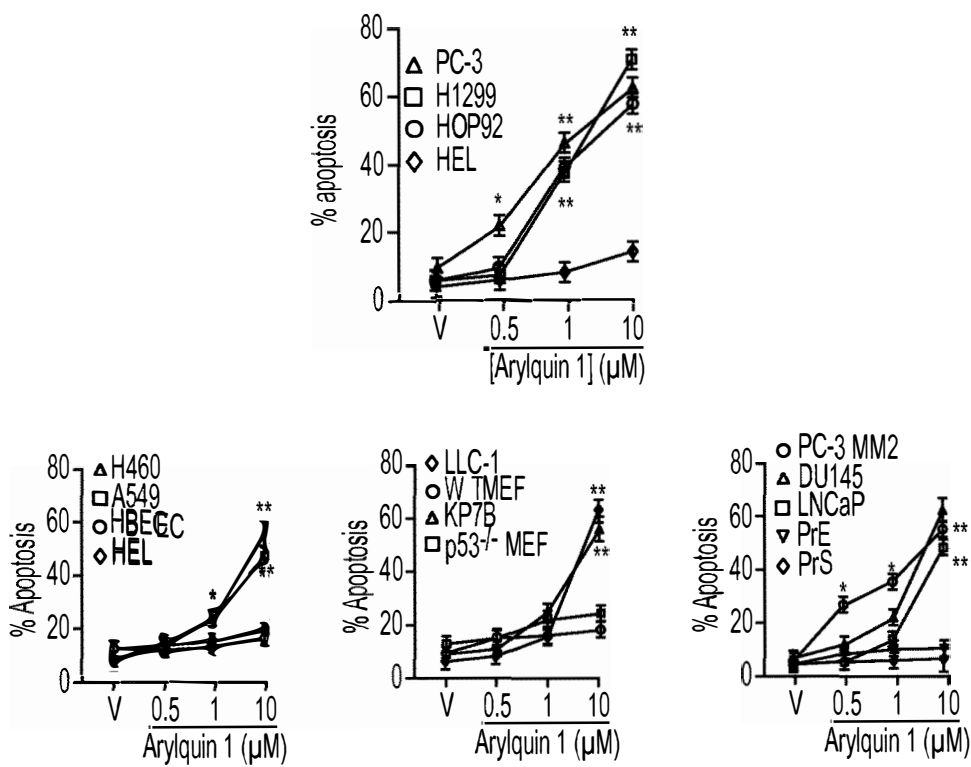 80
60
40
20
0
% apoptosis
PC-3
H1299
HOP92
HEL
**
**
**
**
*
V 0.5 1 10
[Arylquin 1] (µM)
80
60
40
20
0
% Apoptosis
H460
A549
HBEC
HEL
**
**
*
V 0.5 1 10
Arylquin 1 (µM)
80
60
40
20
0
% Apoptosis
LLC-1
W TMEF
KP7B
p53-/- MEF
**
**
V 0.5 1 10
Arylquin 1 (µM)
80
60
40
20
0
% Apoptosis
PC-3 MM2
DU145
LNCaP
PrE
PrS
*
*
**
**
V 0.5 1 10
Arylquin 1 (µM)